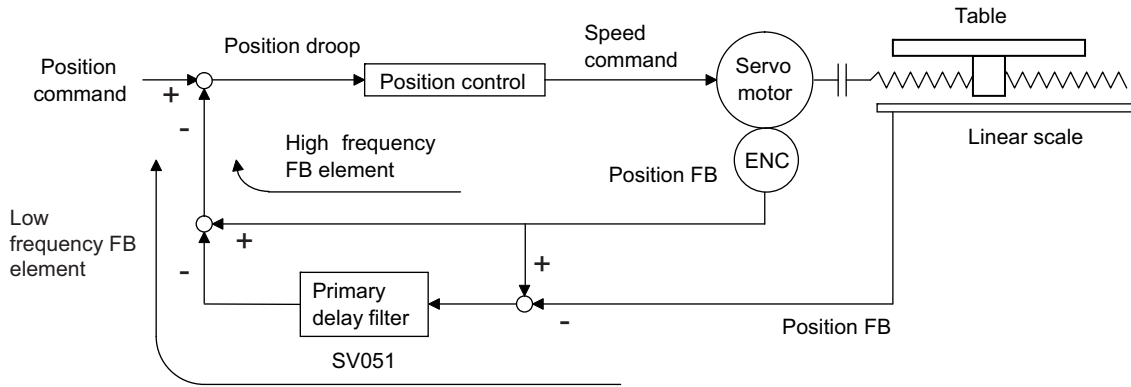 Table
Position droop
Speed
command
Position
command
Position control
Servo
motor
+
-
High frequency
FB element
Linear scale
ENC
Position FB
Low
frequency FB
element
+
-
+
Primary
delay filter
-
Position FB
SV051